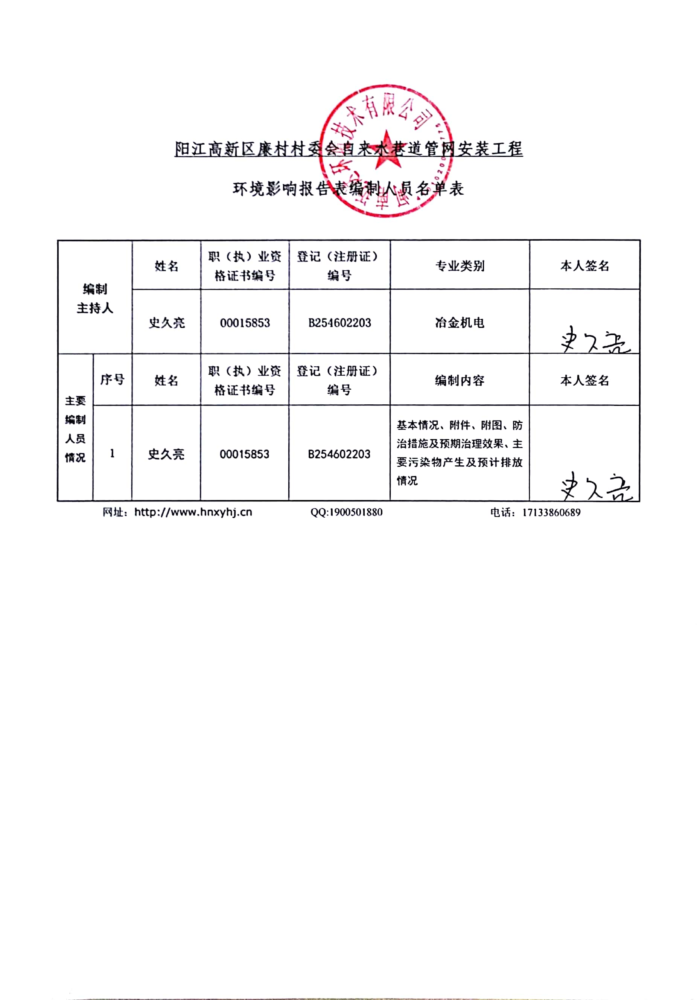 阳江高新区廉村村委会自来水巷道管网安装工程
环境影响报告表编制人员名单表
技术有限公司
编制
主持人
姓名
职（执）业资
格证书编号
登记（注册证）
编号
专业类别
本人签名
史久亮
00015853
B254602203
冶金机电
史久亮
主要
编制
人员
情况
序号
姓名
职（执）业资
格证书编号
登记（注册证）
编号
编制内容
本人签名
1
史久亮
00015853
B254602203
基本情况、附件、附图、防
治措施及预期治理效果、主
要污染物产生及预计排放
情况
史久亮
网址：http://www.hnxyhj.cn
QQ:1900501880
电话：17133860689